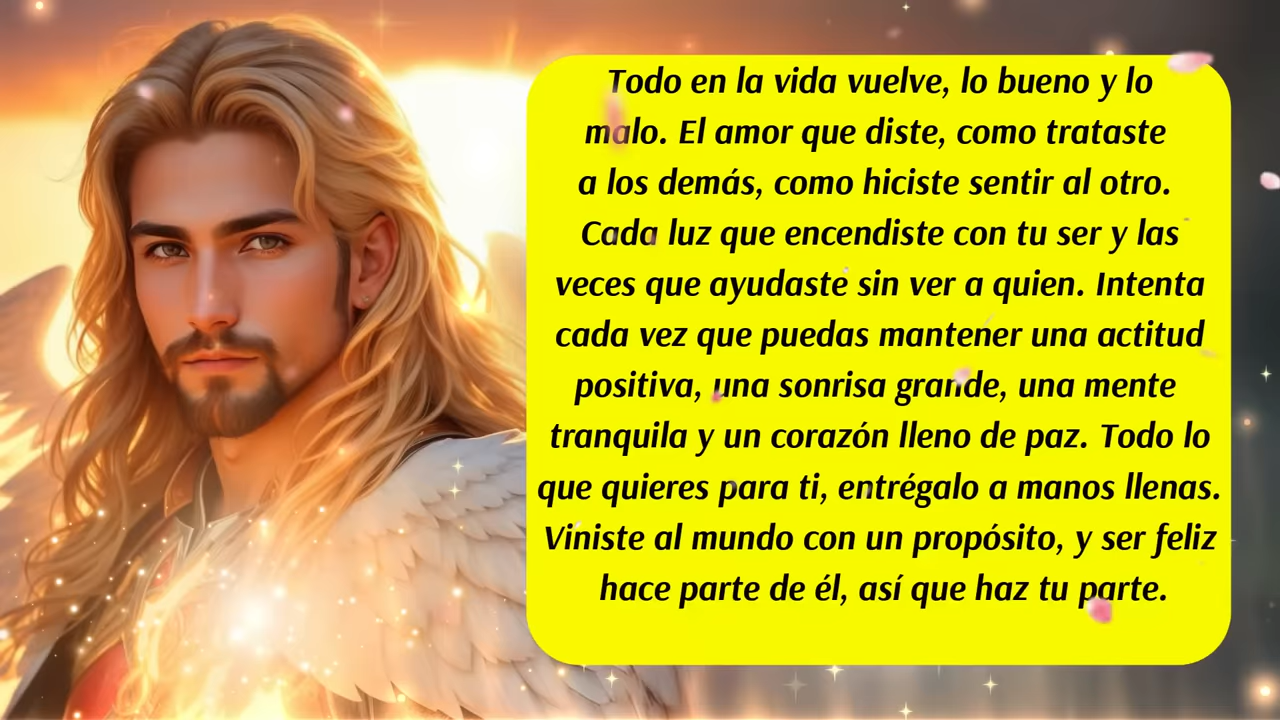 Todo en la vida vuelve, lo bueno y lo
malo. El amor que diste, como trataste
a los demás, como hiciste sentir al otro.
Cada luz que encendiste con tu ser y las
veces que ayudaste sin ver a quien. Intenta
cada vez que puedas mantener una actitud
positiva, una sonrisa grande, una mente
tranquila y un corazón lleno de paz. Todo lo
que quieres para ti, entrégalo a manos llenas.
Viniste al mundo con un propósito, y ser feliz
hace parte de él, así que haz tu parte.